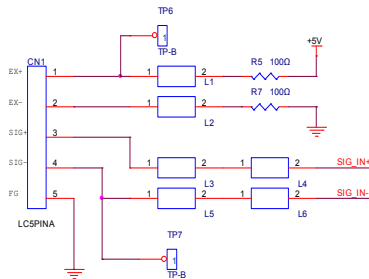 TP6
1
TP-B
+5V
CN1
R5 100Ω
EX+ 1 1 2
L1
R7 100Ω
EX- 2 1 2
L2
SIG+ 3
SIG- 4 1 2 1 2 SIG_IN+
L3 L4
1 2 1 2 SIG_IN-
FG 5 L5 L6
LC5PINA
TP7
1
TP-B